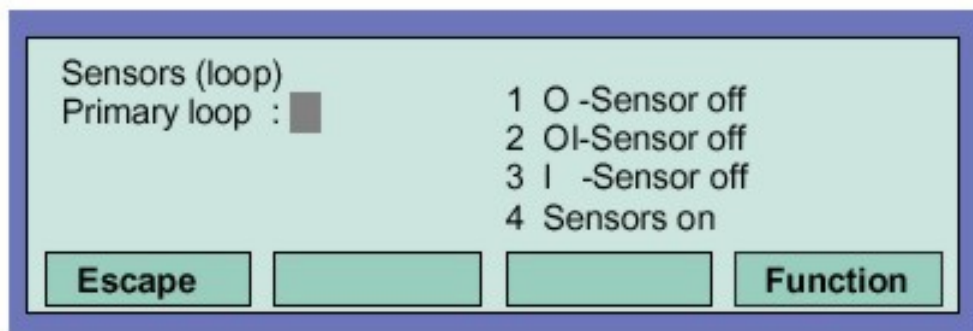 Sensors (loop)
Primary loop :
1 O -Sensor off
2 OI-Sensor off
3 I -Sensor off
4 Sensors on
Escape
Function